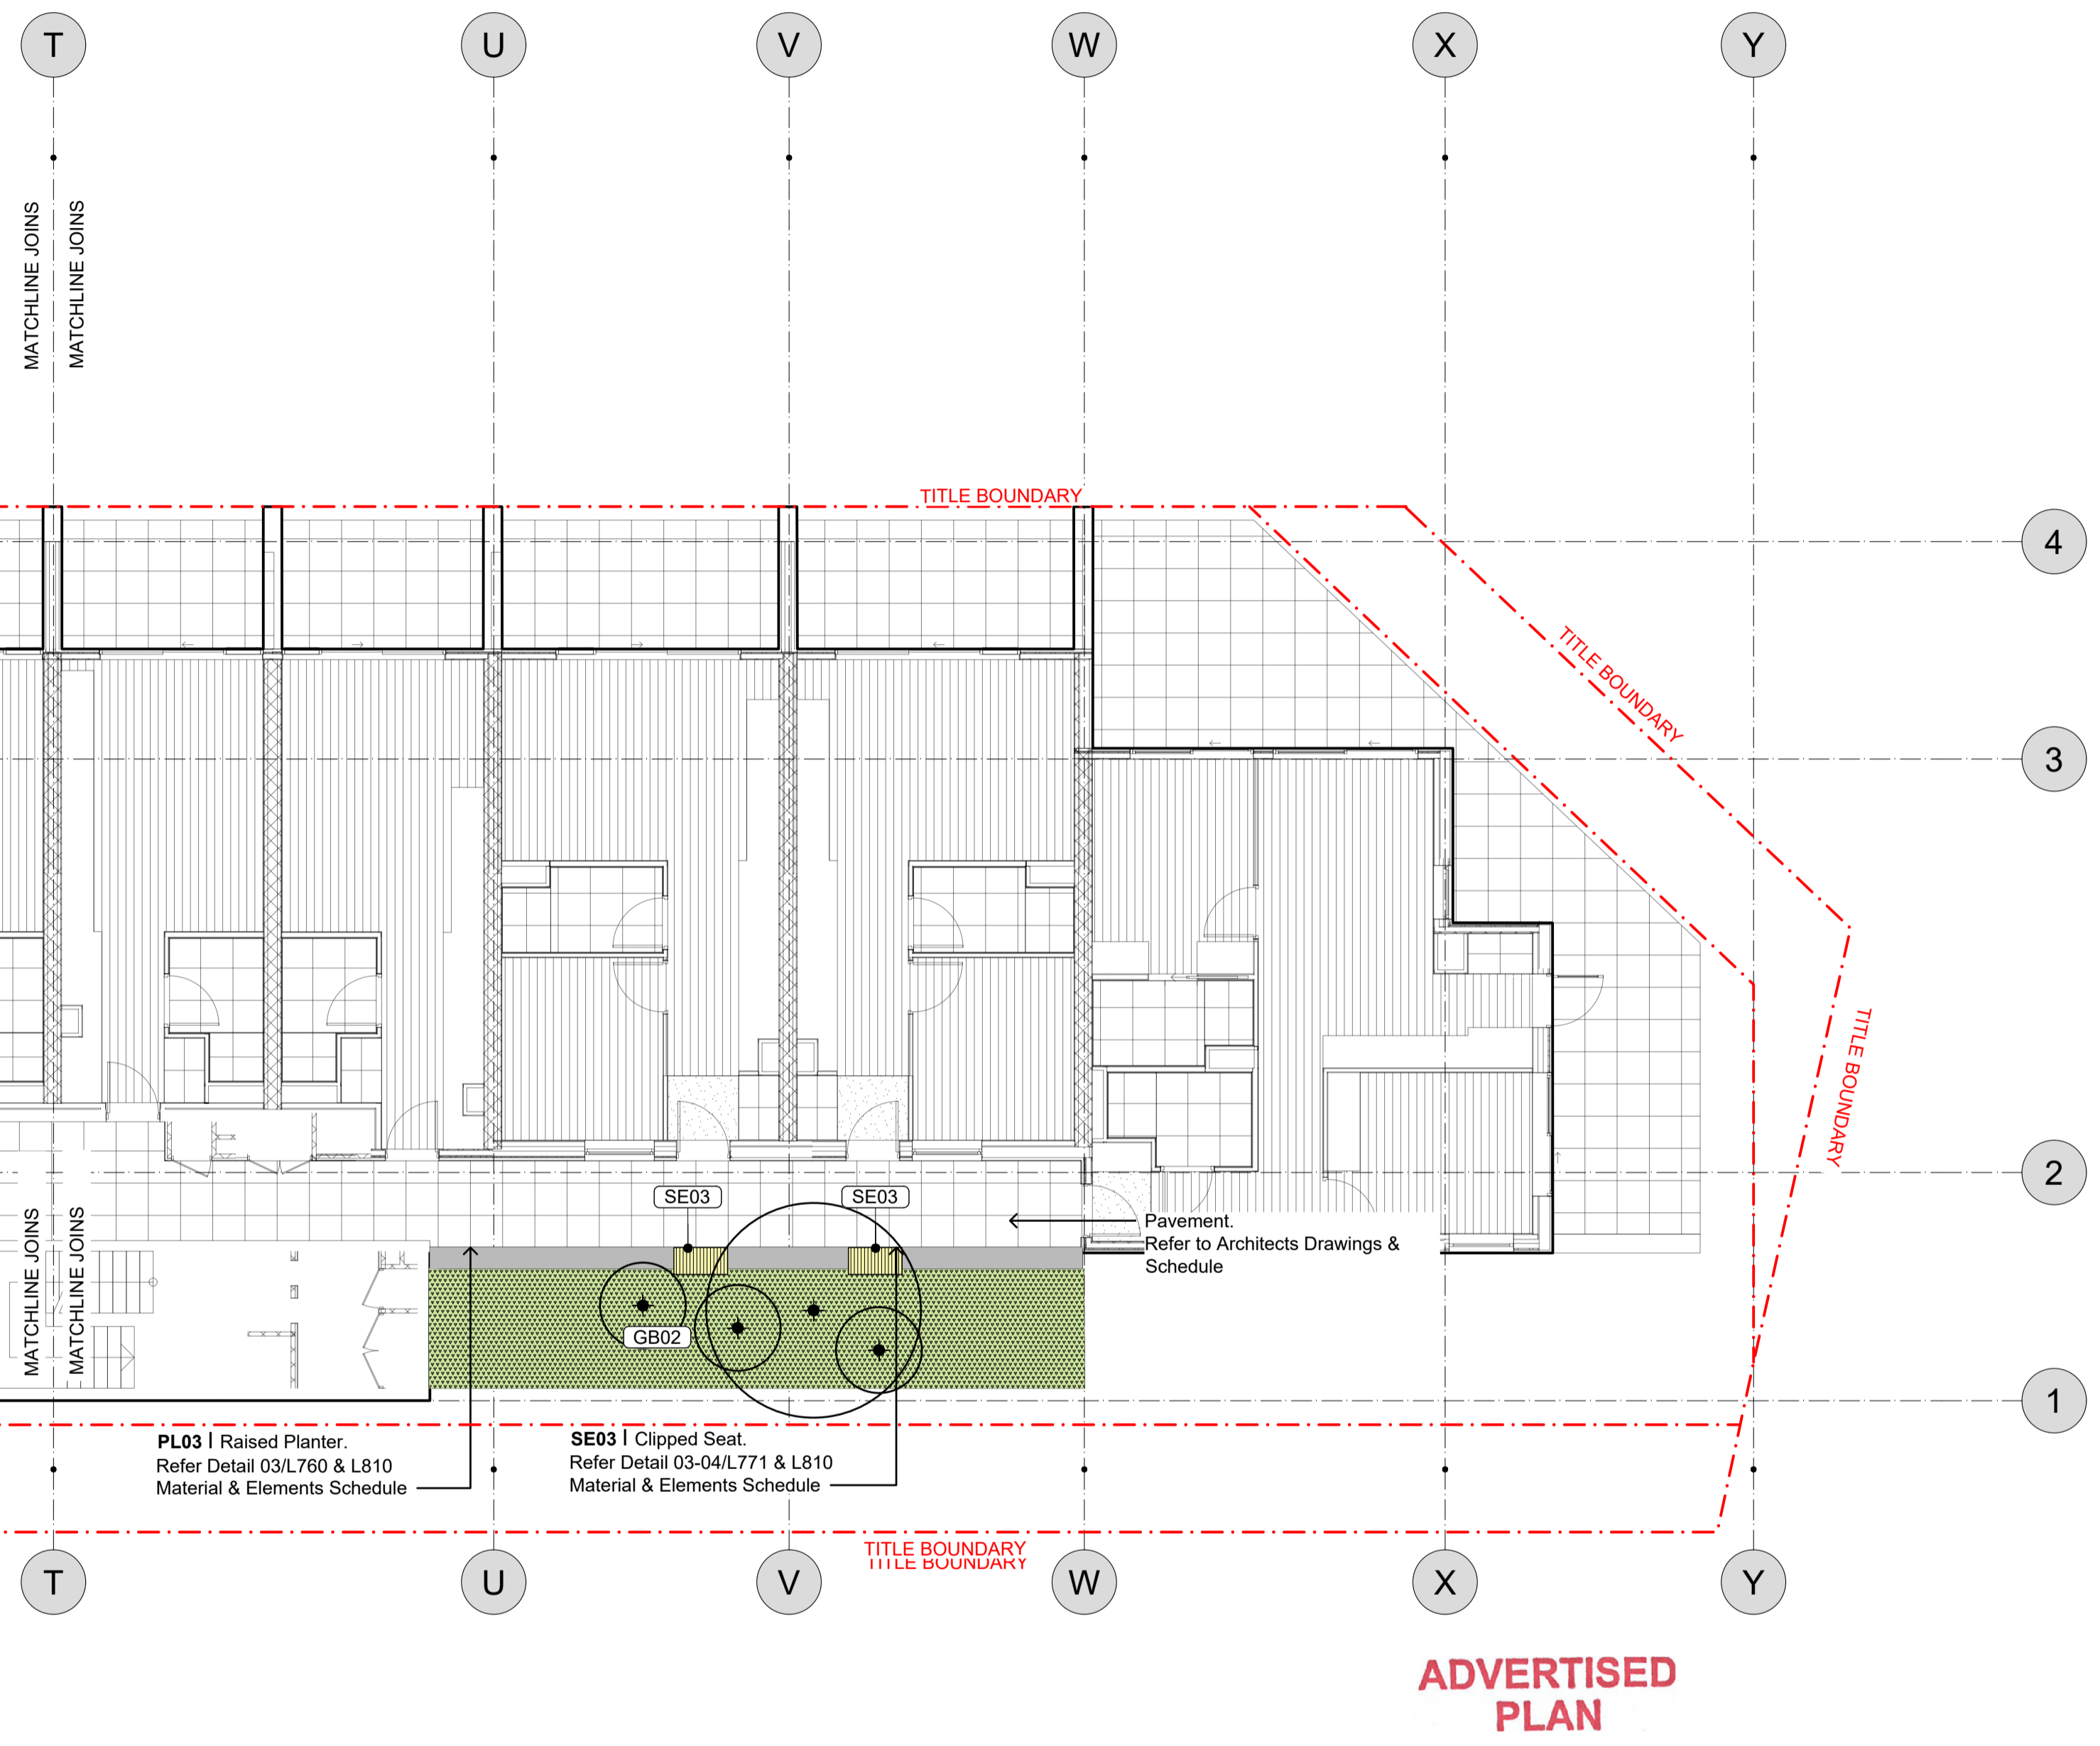 T
U
V
W
X
Y
MATCHLINE JOINS
MATCHLINE JOINS
TITLE BOUNDARY
4
TITLE BOUNDARY
3
TITLE BOUNDARY
2
SE03
SE03
Pavement.
Refer to Architects Drawings &
Schedule
MATCHLINE JOINS
MATCHLINE JOINS
GB02
1
PL03 | Raised Planter.
Refer Detail 03/L760 & L810
Material & Elements Schedule
SE03 | Clipped Seat.
Refer Detail 03-04/L771 & L810
Material & Elements Schedule
TITLE BOUNDARY
TITLE BOUNDARY
T
U
V
W
X
Y
ADVERTISED
PLAN